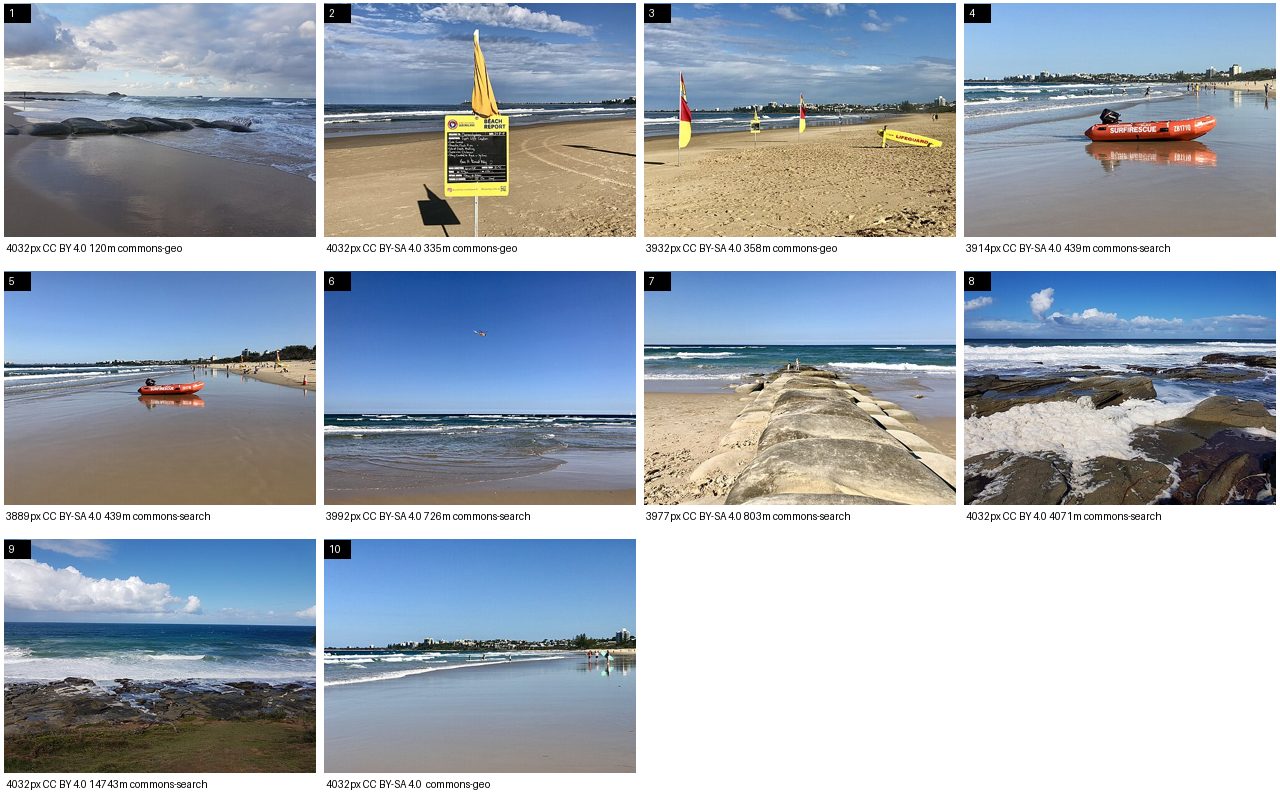 1
2
3
4
BEACH
REPORT
LIFEGUARD
SURF RESCUE
4032px CC BY 4.0 120m commons-geo
4032px CC BY-SA 4.0 335m commons-geo
3932px CC BY-SA 4.0 358m commons-geo
3914px CC BY-SA 4.0 439m commons-search
5
6
7
8
SURF RESCUE
3889px CC BY-SA 4.0 439m commons-search
3992px CC BY-SA 4.0 726m commons-search
3977px CC BY-SA 4.0 803m commons-search
4032px CC BY 4.0 4071m commons-search
9
10
4032px CC BY 4.0 14743m commons-search
4032px CC BY-SA 4.0 commons-geo